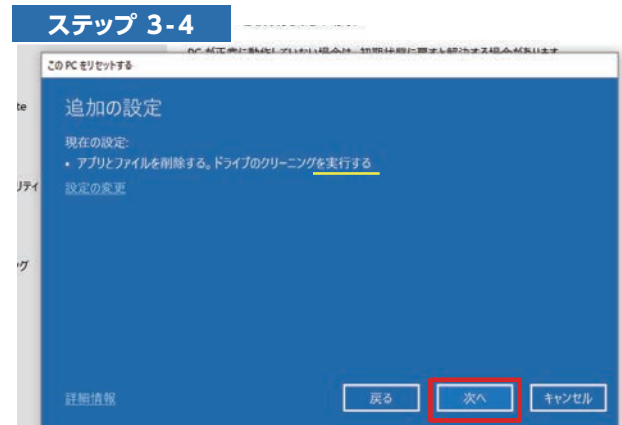 ステップ 3-4
PC が正常に動作していない場合は、初期状態に戻すと解決する場合があります
この PC をリセットする
te
追加の設定
現在の設定:
• アプリとファイルを削除する。ドライブのクリーニングを実行する
リティ
設定の変更
ング
詳細情報
戻る
次へ
キャンセル